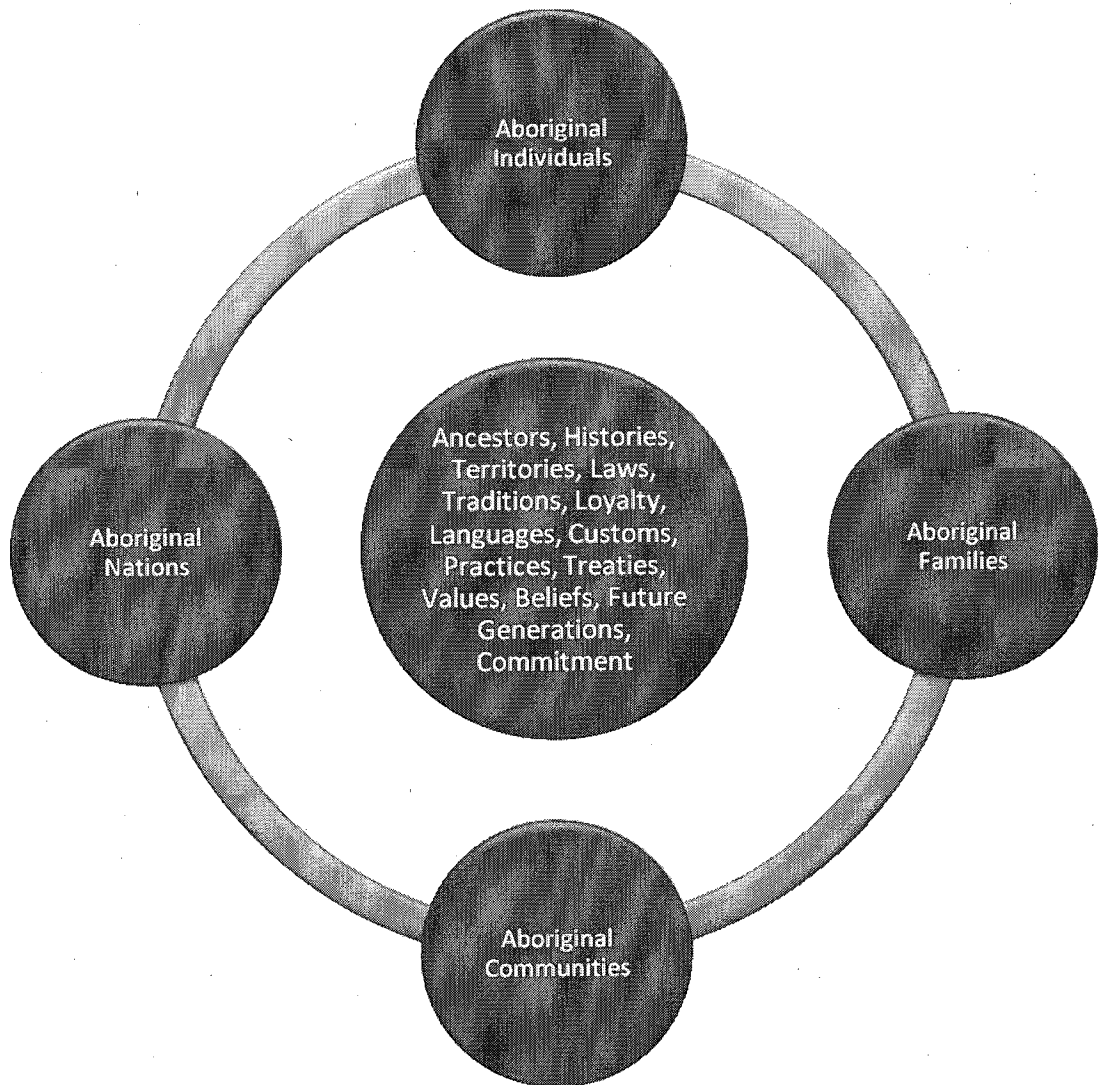 Aboriginal
Individuals
Ancestors, Histories,
Territories, Laws,
Traditions, Loyalty,
Languages, Customs,
Practices, Treaties,
Values, Beliefs, Future
Generations,
Commitment
Aboriginal
Nations
Aboriginal
Families
Aboriginal
Communities